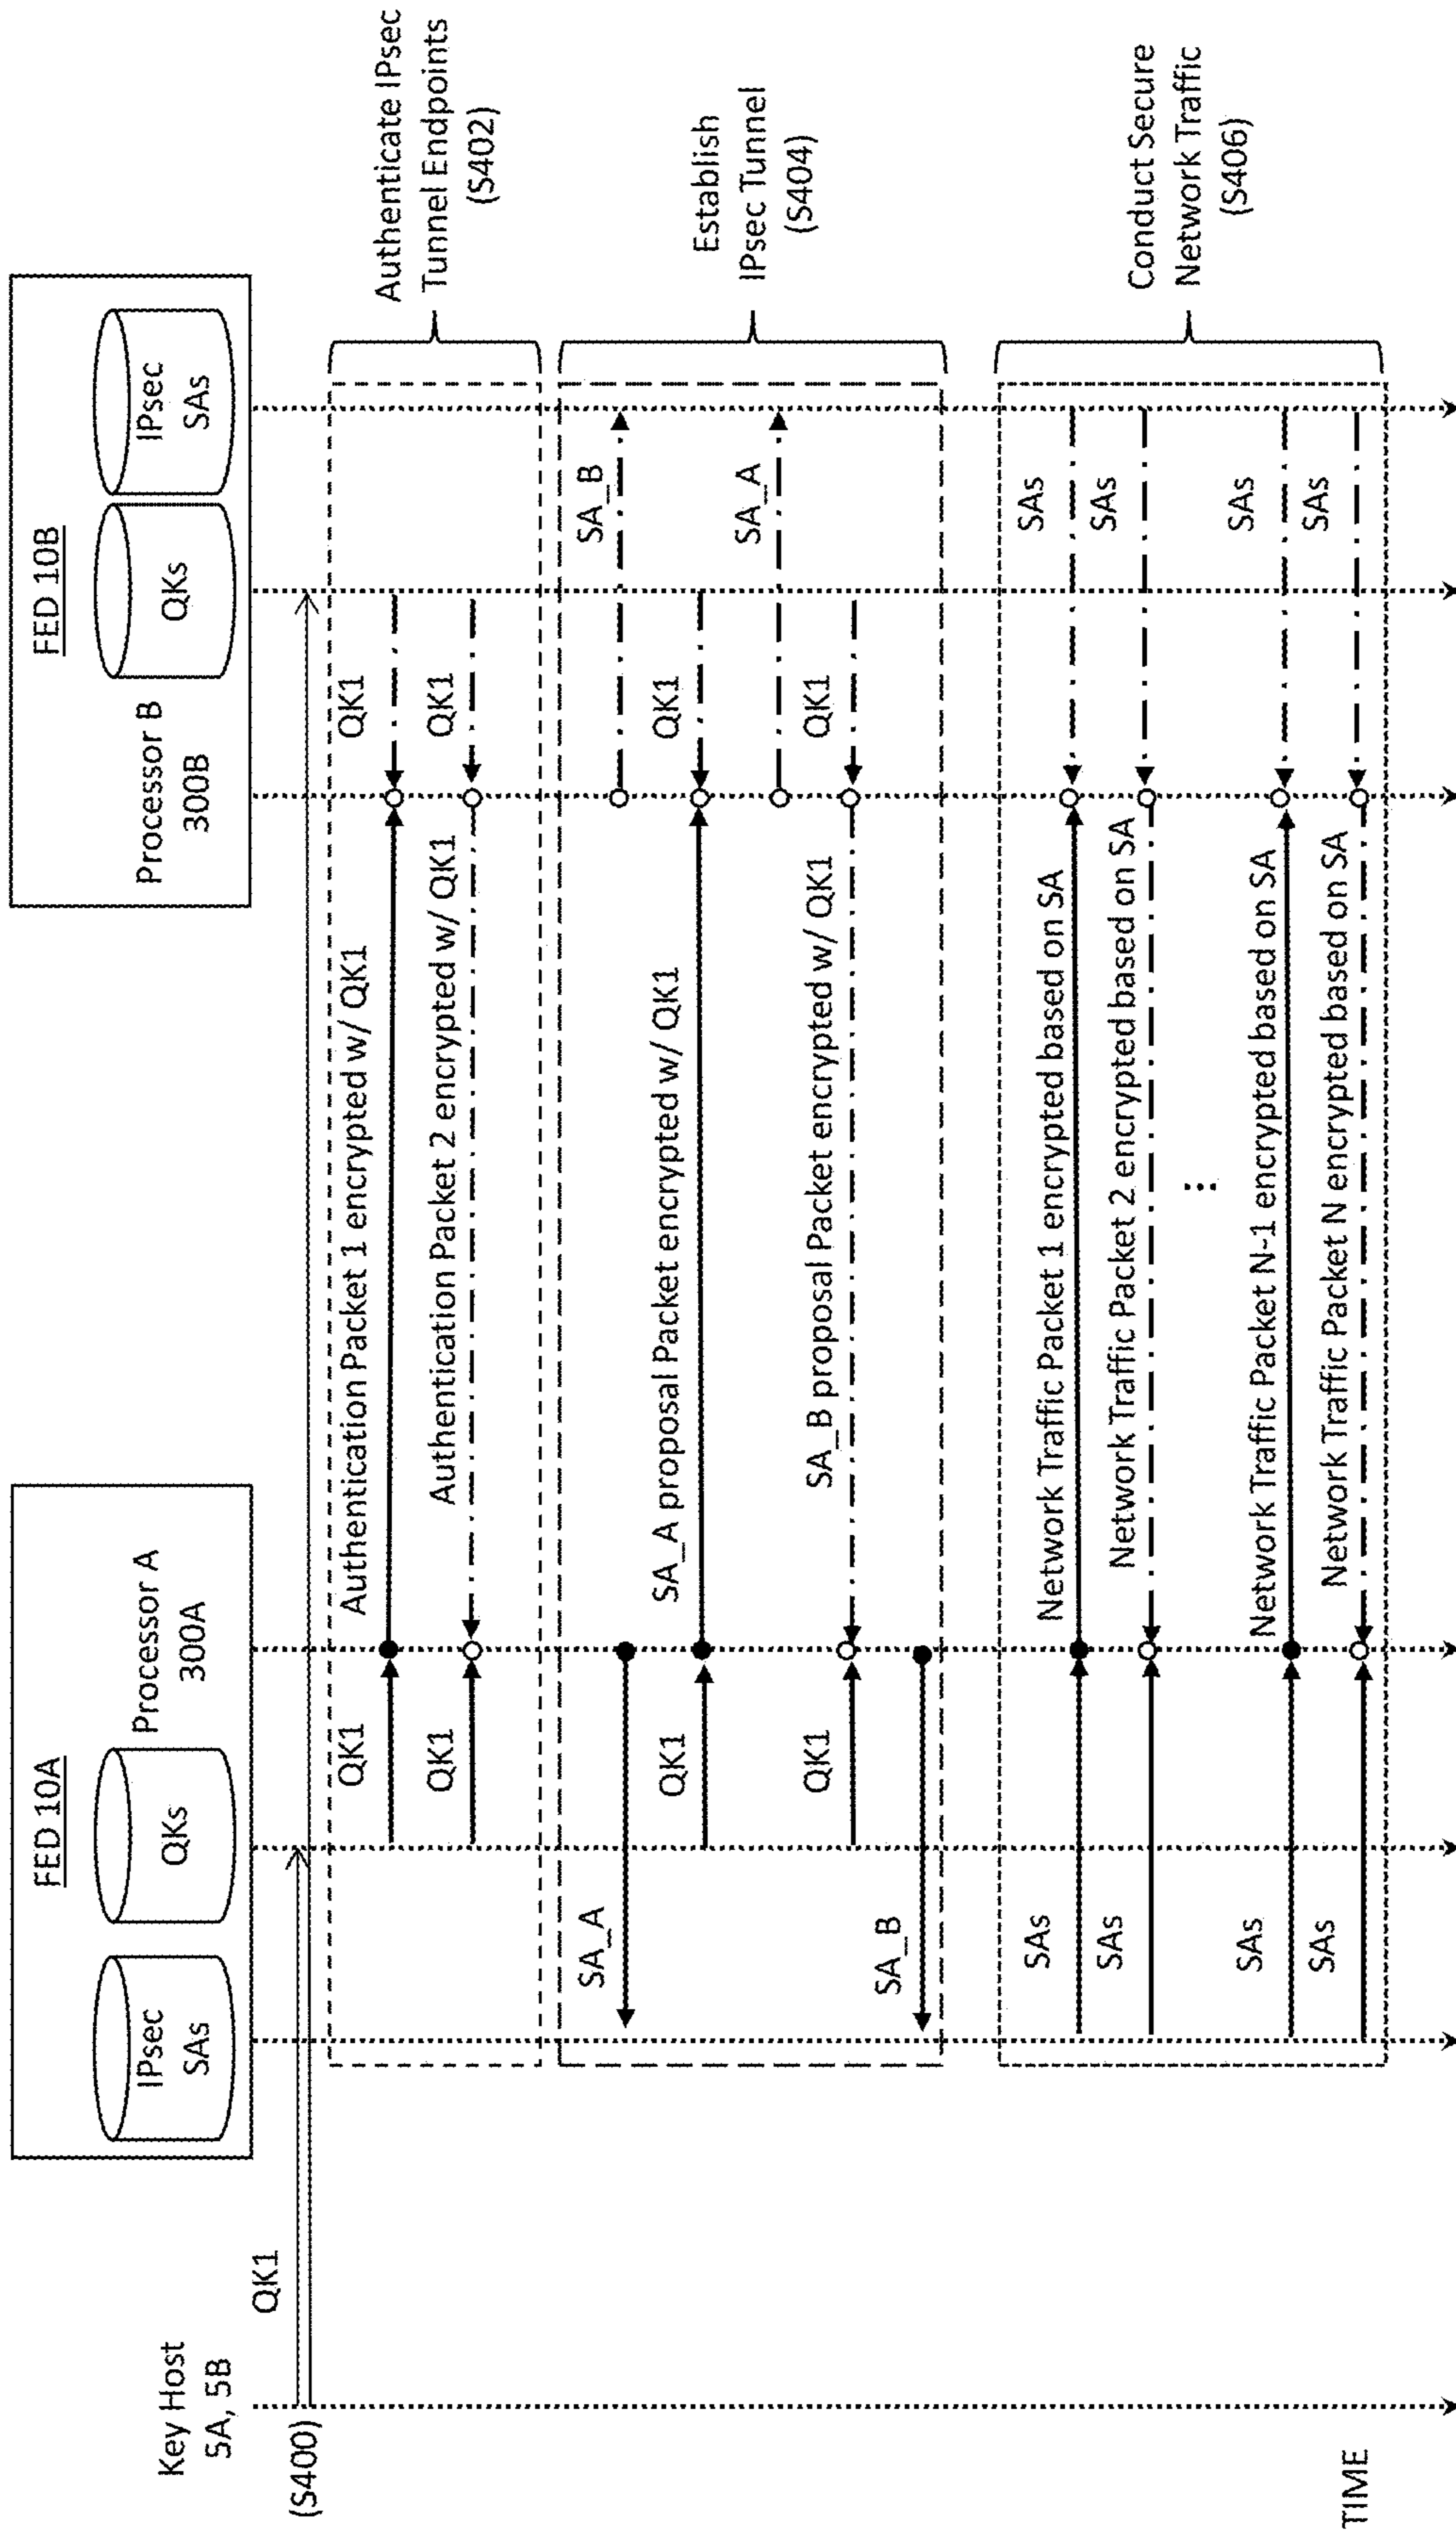 Key Host
5A, 5B
FED 10A
IPsec
SAs
QKs
Processor A
300A
FED 10B
Processor B
300B
QKs
IPsec
SAs
(S400)
QK1
QK1
Authentication Packet 1 encrypted w/ QK1
QK1
QK1
Authentication Packet 2 encrypted w/ QK1
QK1
Authenticate IPsec
Tunnel Endpoints
(S402)
SA_A
SA_B
QK1
SA_A proposal Packet encrypted w/ QK1
QK1
SA_A
QK1
SA_B proposal Packet encrypted w/ QK1
QK1
SA_B
Establish
IPsec Tunnel
(S404)
SAs
Network Traffic Packet 1 encrypted based on SA
SAs
SAs
Network Traffic Packet 2 encrypted based on SA
SAs
⋮
SAs
Network Traffic Packet N-1 encrypted based on SA
SAs
SAs
Network Traffic Packet N encrypted based on SA
SAs
Conduct Secure
Network Traffic
(S406)
TIME